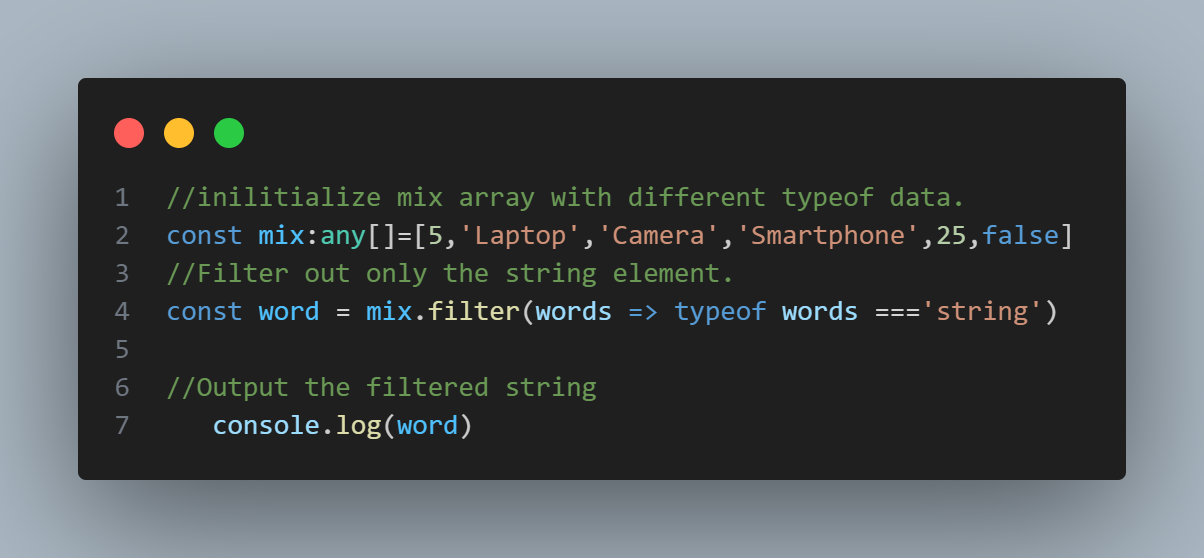 1 //inilitialize mix array with different typeof data.
2 const mix:any[]=[5,'Laptop','Camera','Smartphone',25,false]
3 //Filter out only the string element.
4 const word = mix.filter(words => typeof words ==='string')
5
6 //Output the filtered string
7    console.log(word)